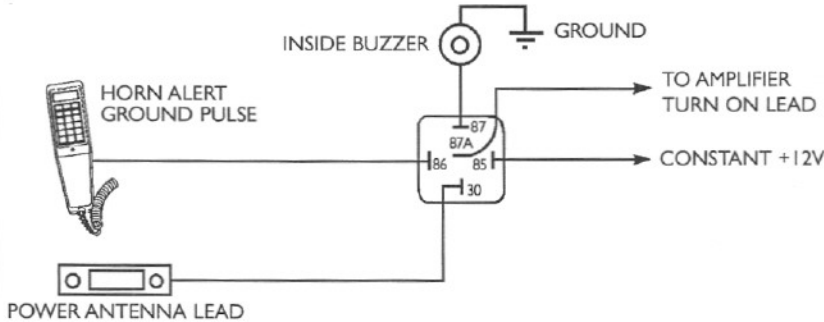 INSIDE BUZZER
GROUND
HORN ALERT
GROUND PULSE
TO AMPLIFIER
TURN ON LEAD
87
87A
86
85
CONSTANT +12V
30
POWER ANTENNA LEAD